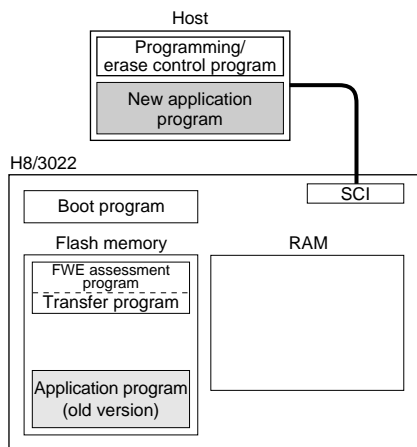 Host
Programming/
erase control program
New application
program
H8/3022
SCI
Boot program
Flash memory
RAM
FWE assessment
program
Transfer program
Application program
(old version)